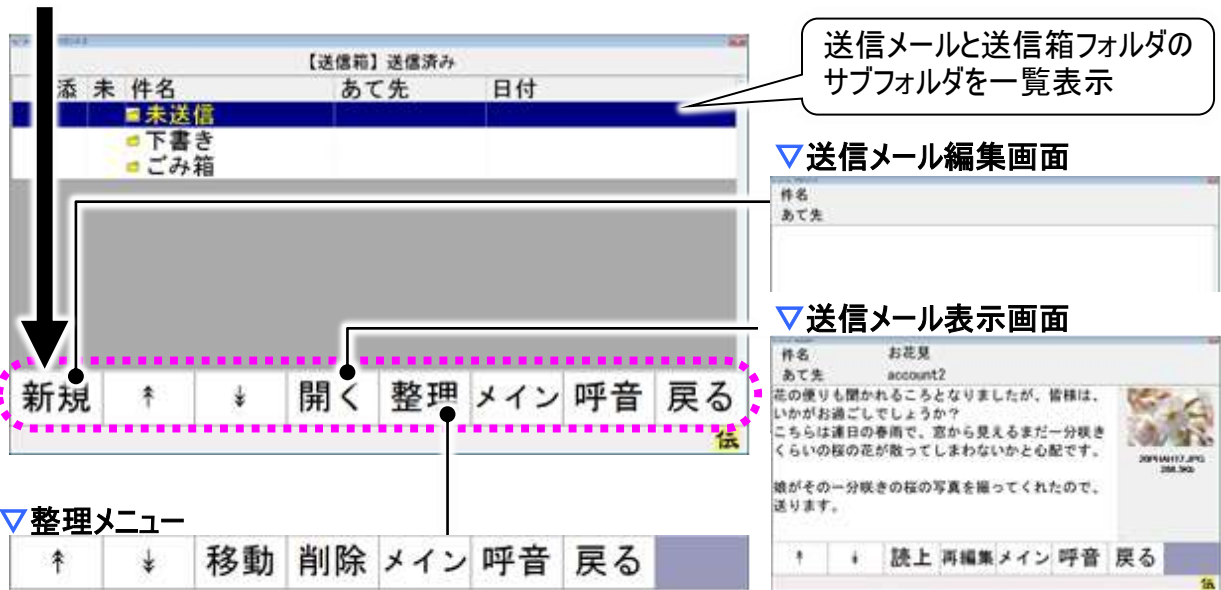 【送信箱】送信済み
添 未 件名 あて先 日付
未送信
下書き
ごみ箱
新規 ↟ ↡ 開く 整理 メイン 呼音 戻る
伝
送信メールと送信箱フォルダの
サブフォルダを一覧表示
▽送信メール編集画面
件名
あて先
▽送信メール表示画面
件名 お花見
あて先 account2
花の便りも聞かれるころとなりましたが、皆様は、
いかがお過ごしでしょうか?
こちらは連日の春雨で、窓から見えるまだ一分咲き
くらいの桜の花が散ってしまわないかと心配です。
娘がその一分咲きの桜の写真を撮ってくれたので、
送ります。
↟ ↡ 読上 再編集 メイン 呼音 戻る
伝
▽整理メニュー
↟ ↡ 移動 削除 メイン 呼音 戻る